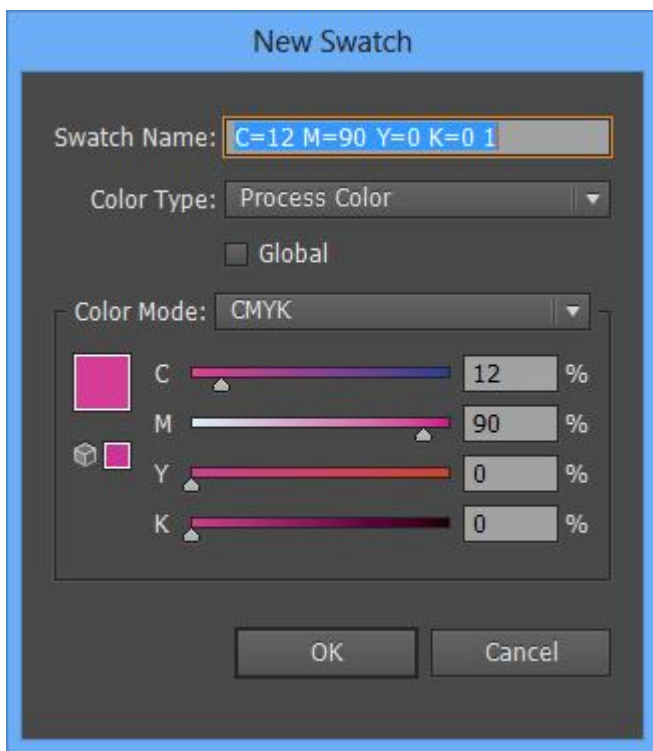 New Swatch
Swatch Name: C=12 M=90 Y=0 K=0 1
Color Type: Process Color
Global
Color Mode: CMYK
C 12 %
M 90 %
Y 0 %
K 0 %
OK Cancel